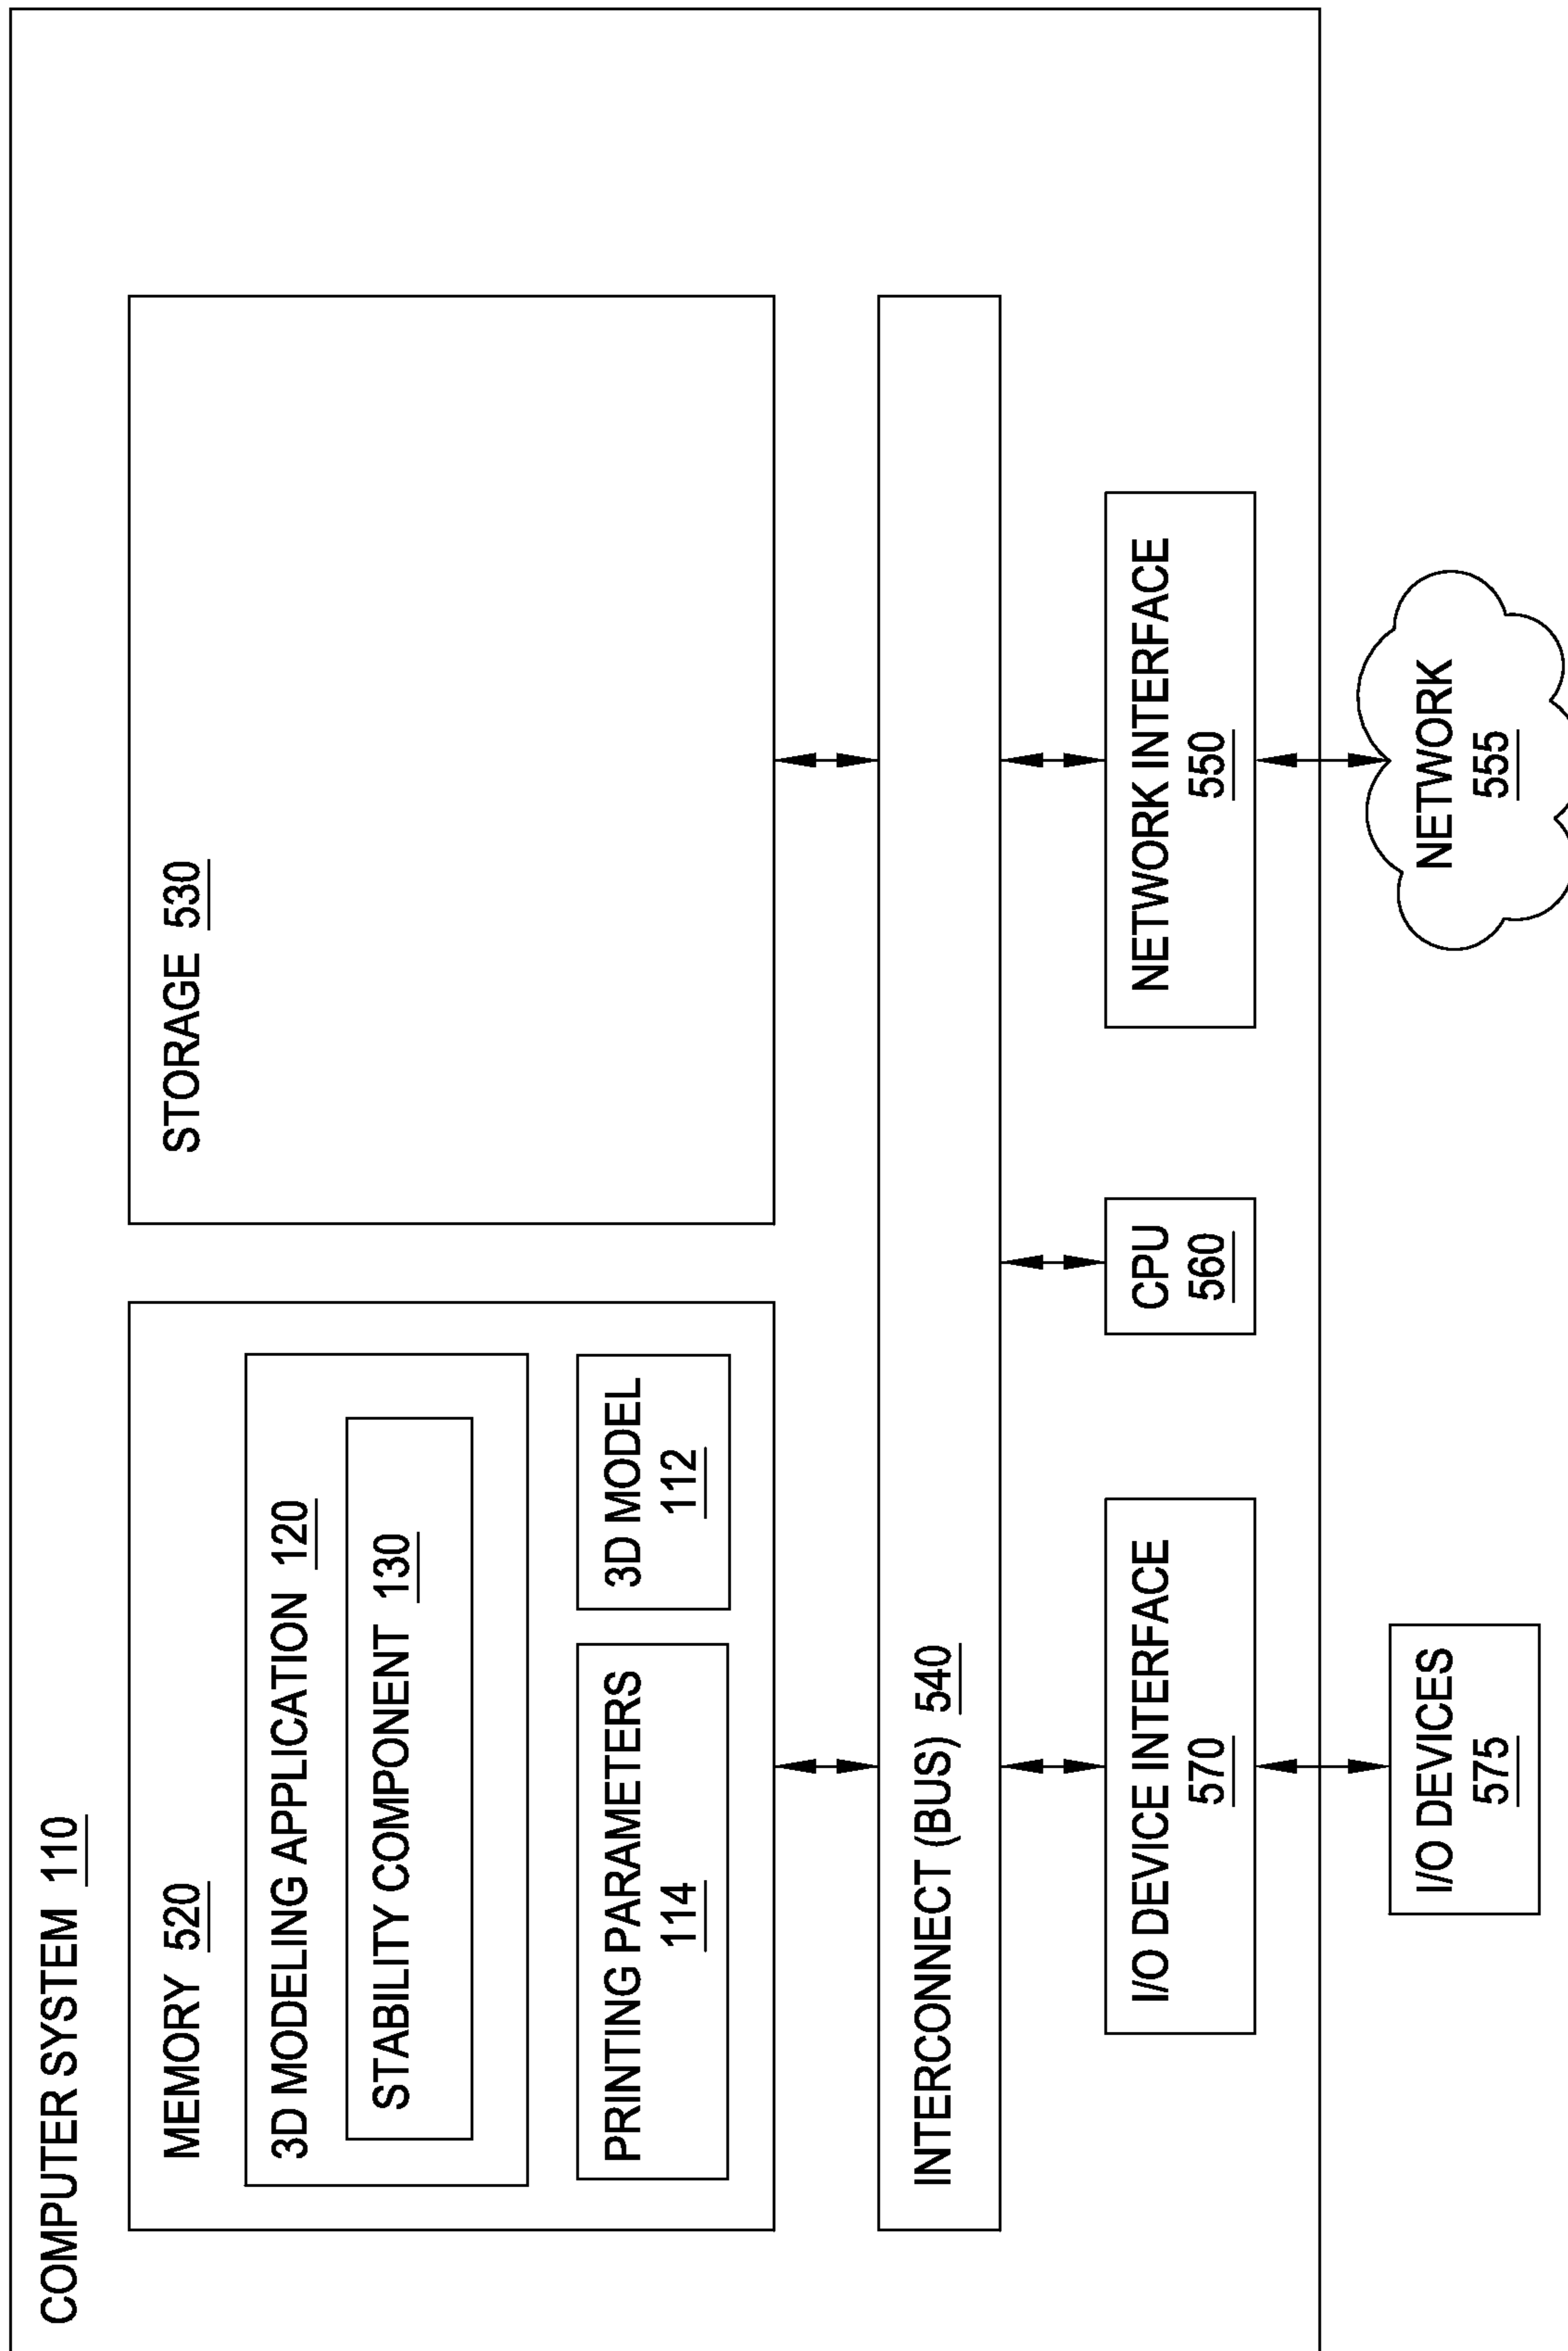 COMPUTER SYSTEM 110
MEMORY 520
3D MODELING APPLICATION 120
STABILITY COMPONENT 130
PRINTING PARAMETERS
114
3D MODEL
112
STORAGE 530
INTERCONNECT (BUS) 540
I/O DEVICE INTERFACE
570
CPU
560
NETWORK INTERFACE
550
I/O DEVICES
575
NETWORK
555